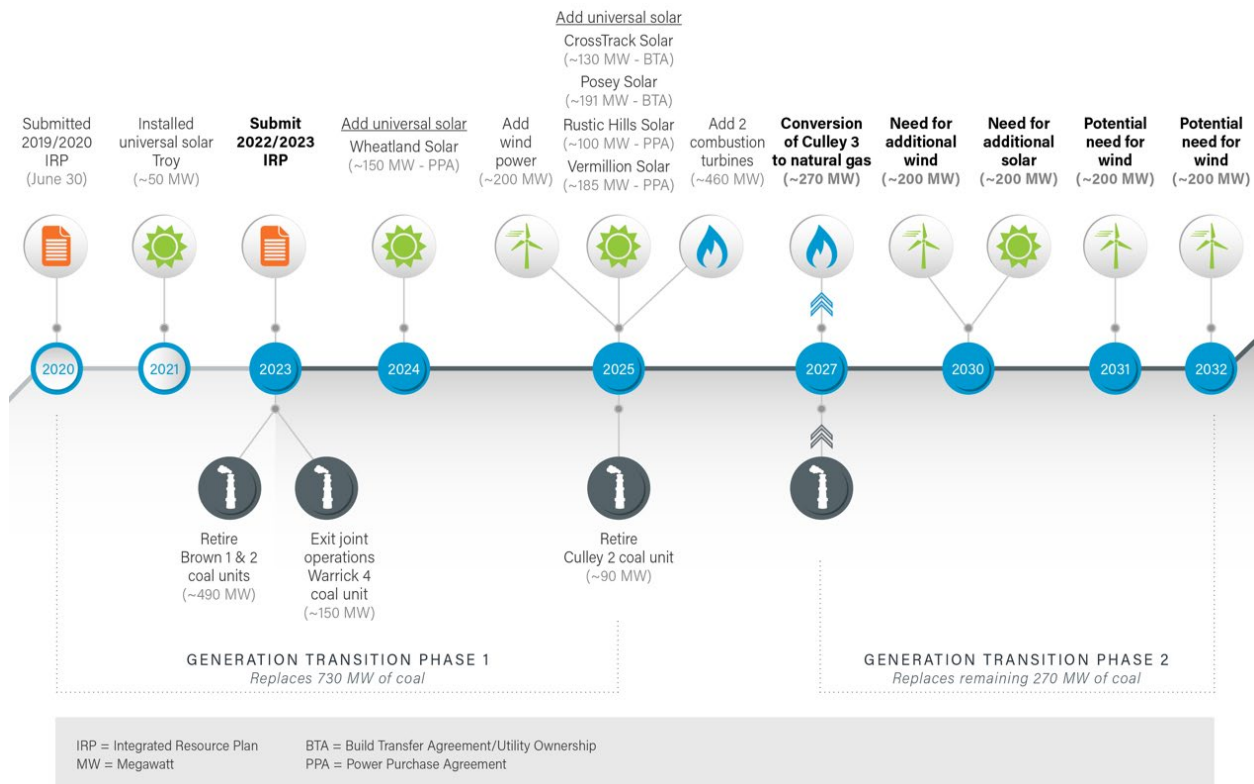 Add universal solar
CrossTrack Solar
(~130 MW - BTA)
Posey Solar
(~191 MW - BTA)
Rustic Hills Solar
(~100 MW - PPA)
Vermillion Solar
(~185 MW - PPA)
Submitted
2019/2020
IRP
(June 30)
Installed
universal solar
Troy
(~50 MW)
Submit
2022/2023
IRP
Add universal solar
Wheatland Solar
(~150 MW - PPA)
Add
wind
power
(~200 MW)
Add 2
combustion
turbines
(~460 MW)
Conversion
of Culley 3
to natural gas
(~270 MW)
Need for
additional
wind
(~200 MW)
Need for
additional
solar
(~200 MW)
Potential
need for
wind
(~200 MW)
Potential
need for
wind
(~200 MW)
2020
2021
2023
2024
2025
2027
2030
2031
2032
Retire
Brown 1 & 2
coal units
(~490 MW)
Exit joint
operations
Warrick 4
coal unit
(~150 MW)
Retire
Culley 2 coal unit
(~90 MW)
GENERATION TRANSITION PHASE 1
Replaces 730 MW of coal
GENERATION TRANSITION PHASE 2
Replaces remaining 270 MW of coal
IRP = Integrated Resource Plan
MW = Megawatt
BTA = Build Transfer Agreement/Utility Ownership
PPA = Power Purchase Agreement